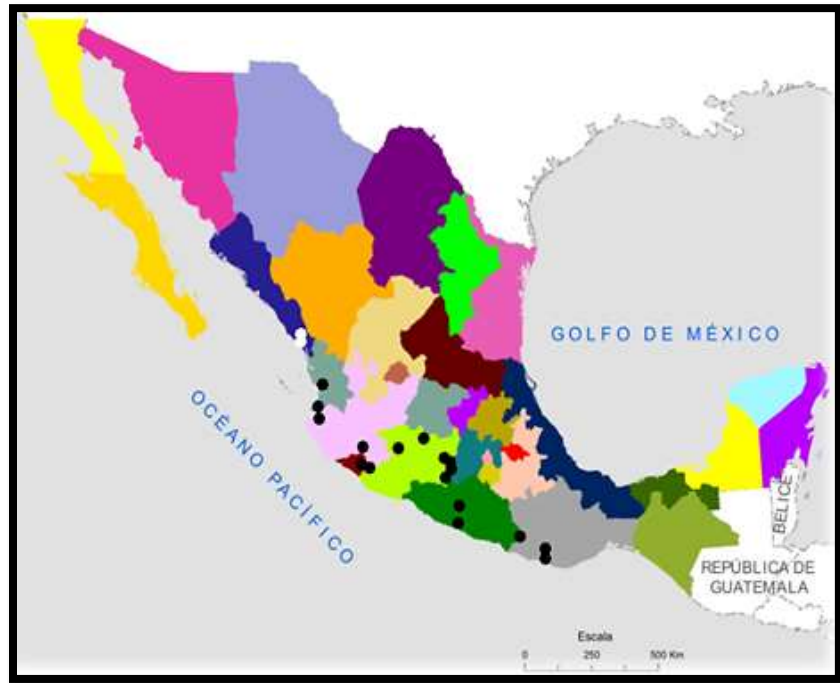 GOLFO DE MÉXICO
OCÉANO PACÍFICO
BELICE
REPÚBLICA DE
GUATEMALA
Escala
0 250 500 Km